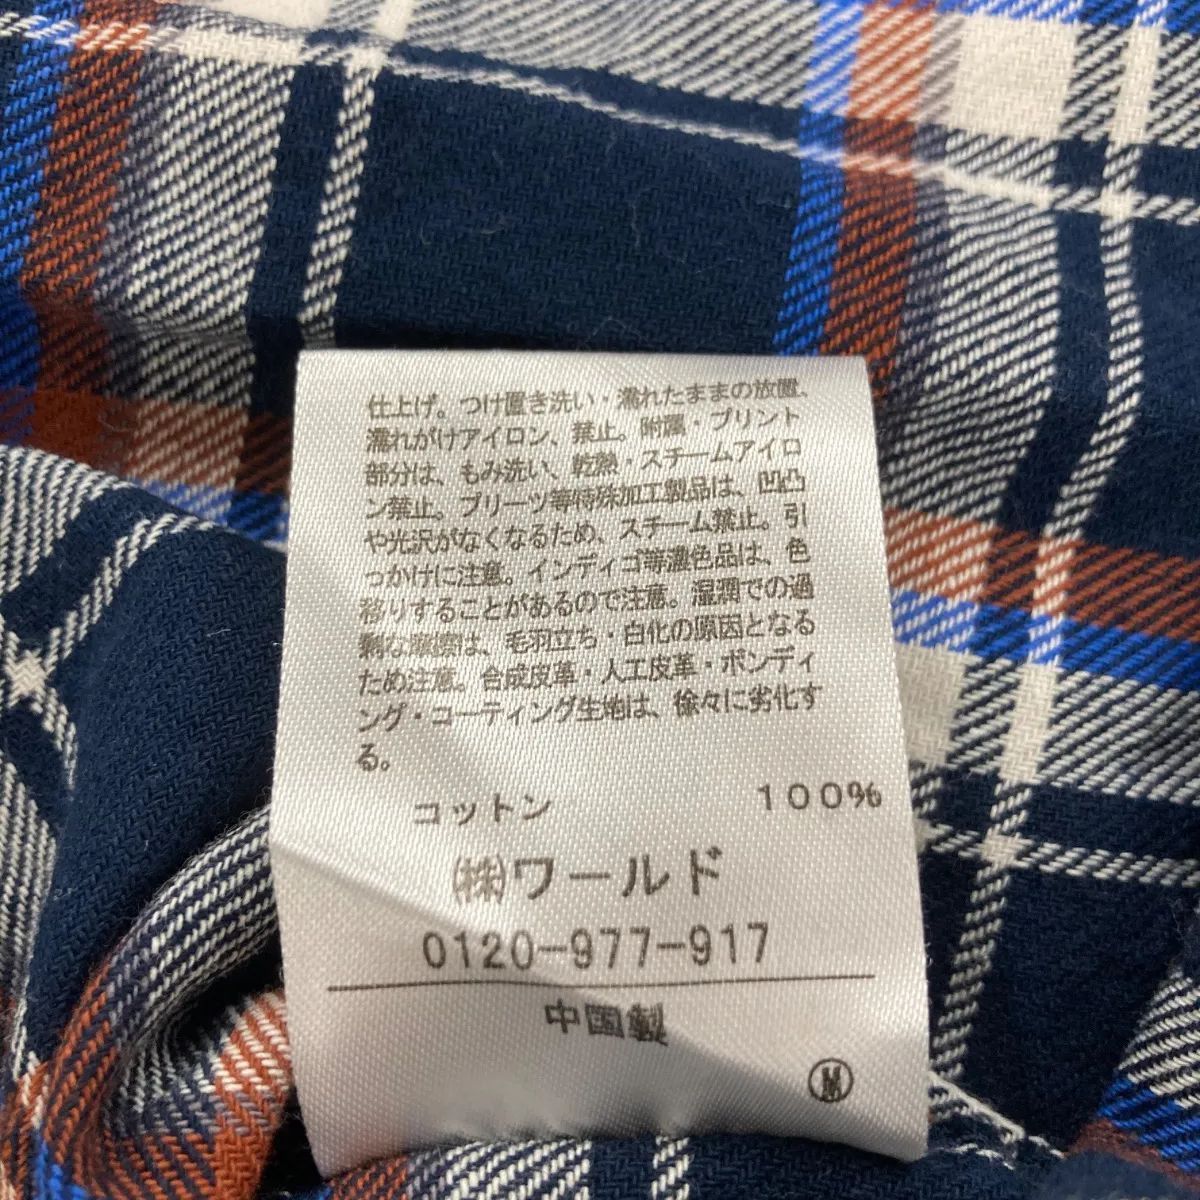 仕上げ。つけ置き洗い・濡れたままの放置、
濡れがけアイロン、禁止。附属・プリント
部分は、もみ洗い、乾熱・スチームアイロ
ン禁止。プリーツ等特殊加工製品は、凹凸
や光沢がなくなるため、スチーム禁止。引
っかけに注意。インディゴ等濃色品は、色
移りすることがあるので注意。湿潤での過
剰な摩擦は、毛羽立ち・白化の原因となる
ため注意。合成皮革・人工皮革・ボンディ
ング・コーティング生地は、徐々に劣化す
る。
コットン 100%
㈱ワールド
0120-977-917
中国製
Ⓜ